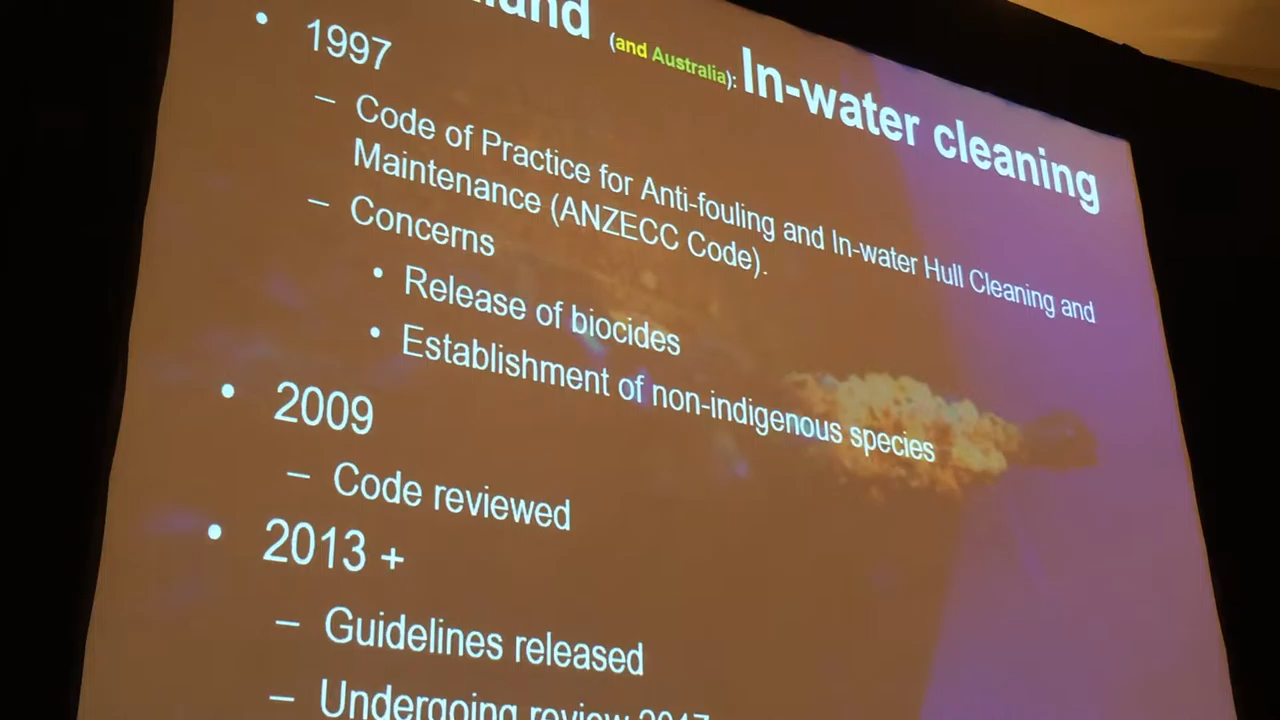 (and Australia): In-water cleaning
• 1997
– Code of Practice for Anti-fouling and In-water Hull Cleaning and
Maintenance (ANZECC Code).
– Concerns
• Release of biocides
• Establishment of non-indigenous species
• 2009
– Code reviewed
• 2013 +
– Guidelines released
– Undergoing review 2017